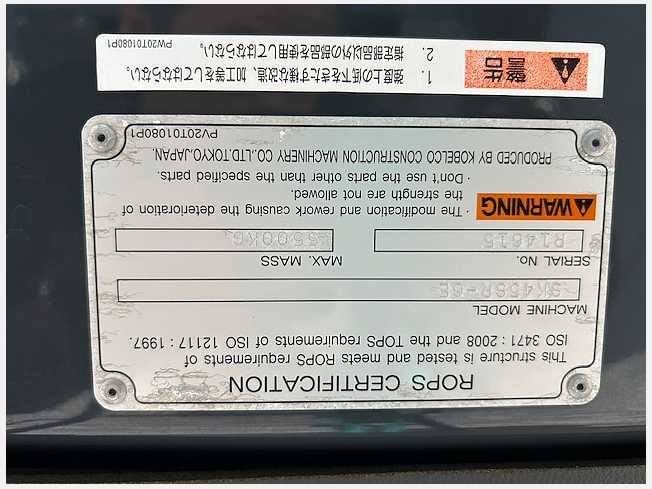 ROPS CERTIFICATION
This structure is tested and meets ROPS of requirements of
ISO 3471 : 2008 and the TOPS requirements of ISO 12117 : 1997.
MACHINE MODEL
SK45SR-6E
SERIAL No. MAX. MASS
R14616 5500KG
⚠WARNING
· The modification and rework causing the deterioration of
the strength are not allowed.
· Don't use the parts other than the specified parts.
PRODUCED BY KOBELCO CONSTRUCTION MACHINERY CO.,LTD.TOKYO,JAPAN.
PV20T01080P1
⚠警告
1. 強度上の低下をきたす様な改造、加工等をしてはならない。
2. 指定部品以外の部品を使用してはならない。
PW20T01080P1